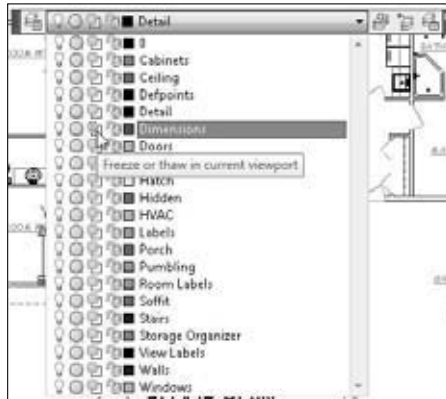 Detail
0
Cabinets
Ceiling
Defpoints
Detail
Dimensions
Doors
Freeze or thaw in current viewport
Hatch
Hidden
HVAC
Labels
Porch
Pumbling
Room Labels
Soffit
Stairs
Storage Organizer
View Labels
Walls
Windows